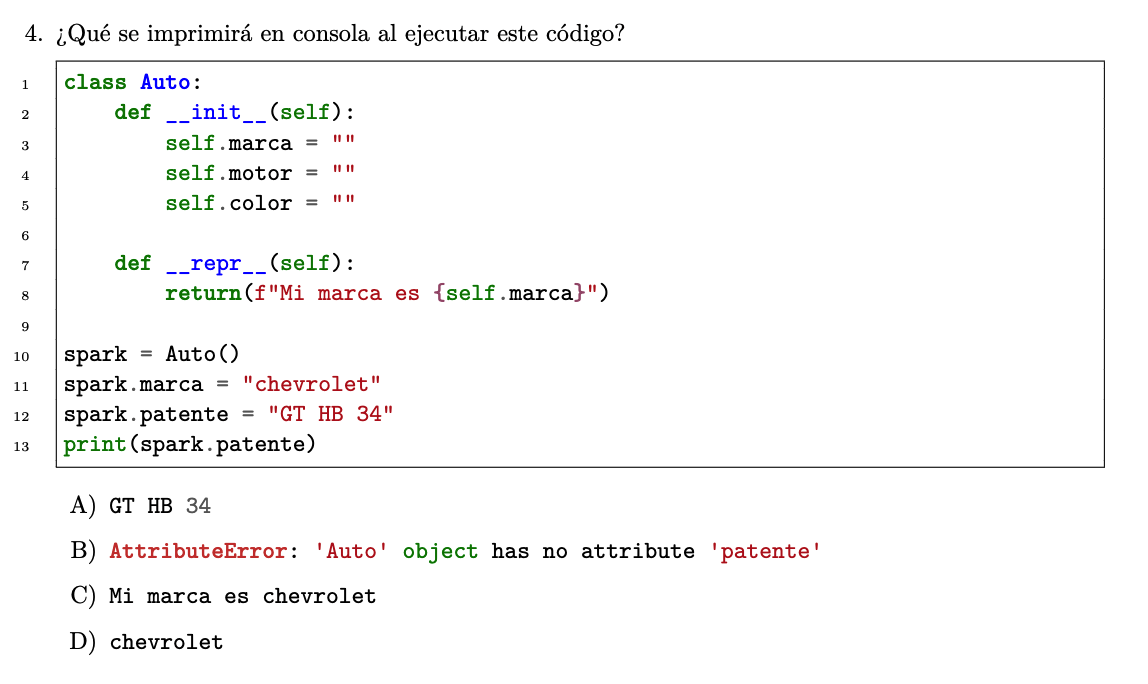 4. ¿Qué se imprimirá en consola al ejecutar este código?
1 class Auto:
2     def __init__(self):
3         self.marca = ""
4         self.motor = ""
5         self.color = ""
6
7     def __repr__(self):
8         return(f"Mi marca es {self.marca}")
9
10 spark = Auto()
11 spark.marca = "chevrolet"
12 spark.patente = "GT HB 34"
13 print(spark.patente)
A) GT HB 34
B) AttributeError: 'Auto' object has no attribute 'patente'
C) Mi marca es chevrolet
D) chevrolet